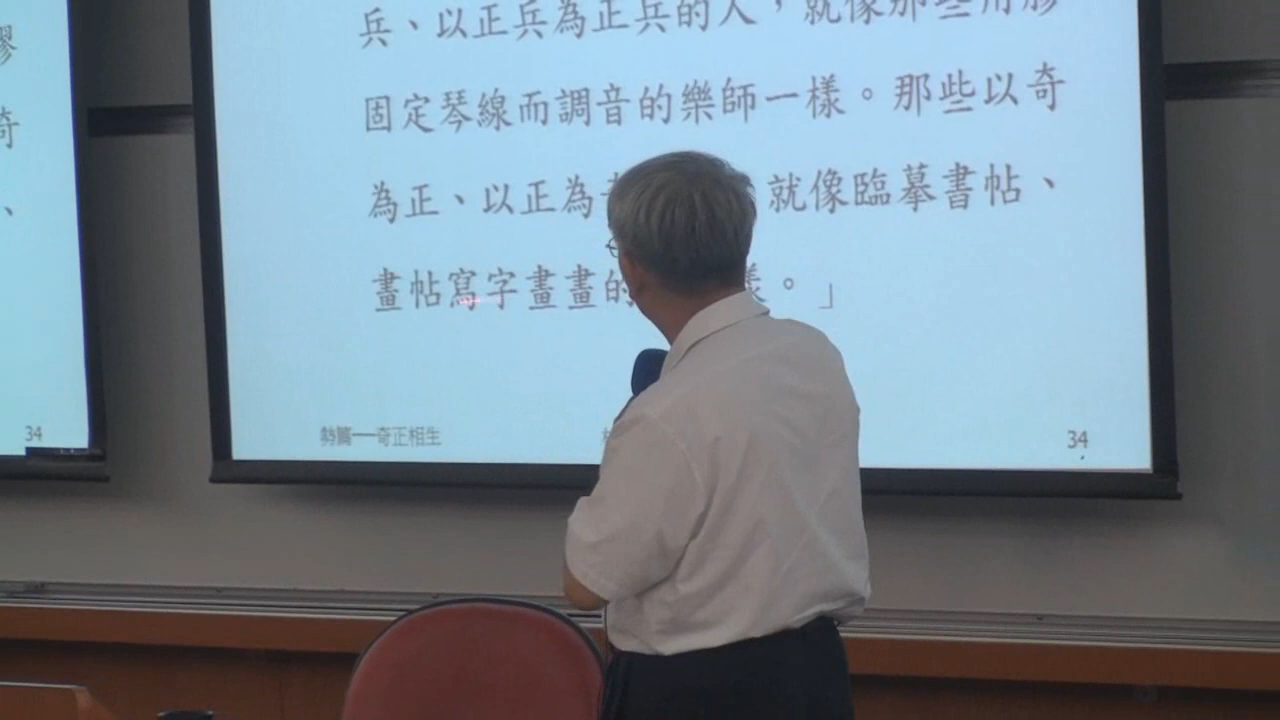 兵、以正兵為正兵的人，就像那些用膠
固定琴線而調音的樂師一樣。那些以奇
為正、以正為 就像臨摹書帖、
畫帖寫字畫畫的 樣。」
勢篇——奇正相生
34
膠
奇
、
34